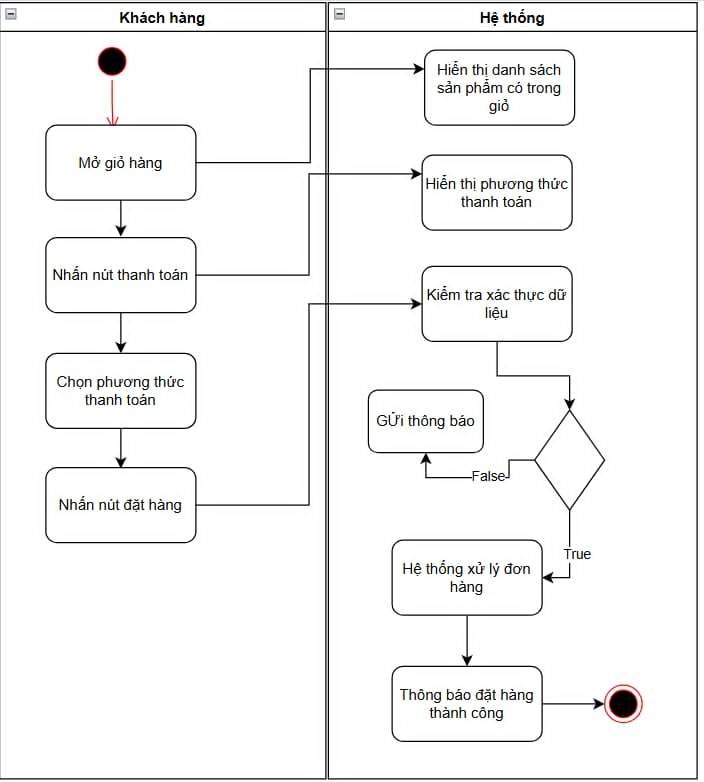 Khách hàng
Hệ thống
Mở giỏ hàng
Nhấn nút thanh toán
Chọn phương thức
thanh toán
Nhấn nút đặt hàng
Hiển thị danh sách
sản phẩm có trong
giỏ
Hiển thị phương thức
thanh toán
Kiểm tra xác thực dữ
liệu
GỬi thông báo
False
True
Hệ thống xử lý đơn
hàng
Thông báo đặt hàng
thành công